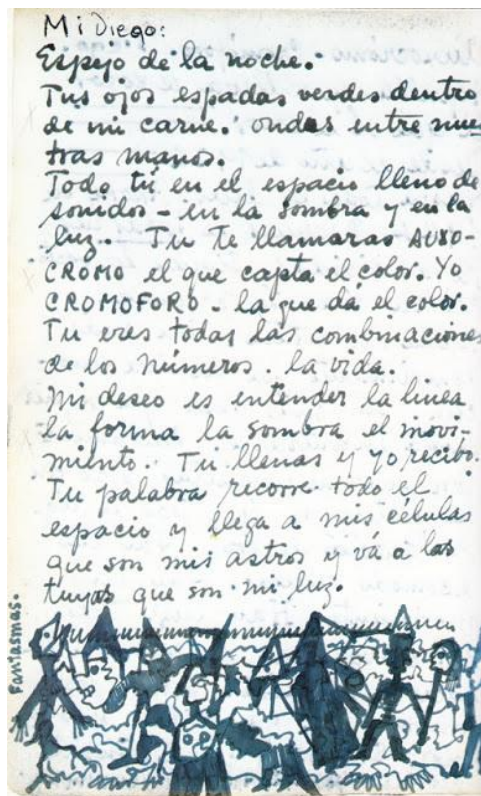 Mi Diego:
Espejo de la noche.
Tus ojos espadas verdes dentro
de mi carne. ondas entre nues
tras manos.
Todo tú en el espacio lleno de
sonidos - en la sombra y en la
luz. Tu te llamarás AUXO-
CROMO el que capta el color. Yo
CROMOFORO - la que dá el color.
Tu eres todas las combinaciones
de los números. la vida.
Mi deseo es entender la linea
la forma la sombra el movi-
miento. Tu llenas y yo recibo.
Tu palabra recorre todo el
espacio y llega a mis células
que son mis astros y vá a las
tuyas que son mi luz.
Fantasmas.